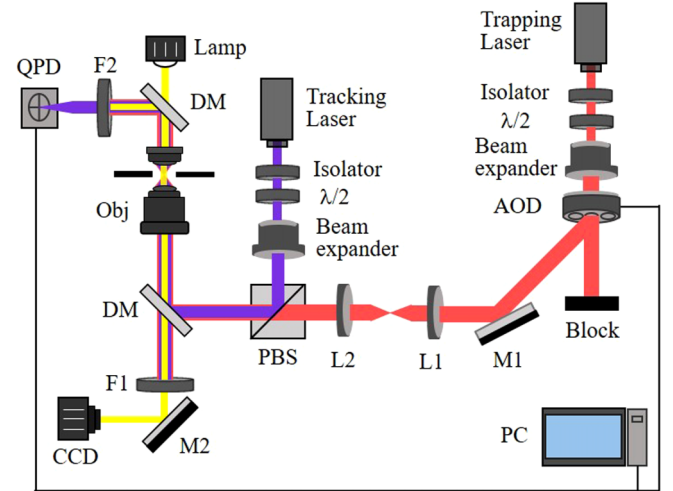 Trapping
Laser
Lamp
QPD
F2
DM
Tracking
Laser
Isolator
λ/2
Beam
expander
Isolator
λ/2
Beam
expander
AOD
Obj
DM
PBS
L2
L1
M1
Block
F1
CCD
M2
PC